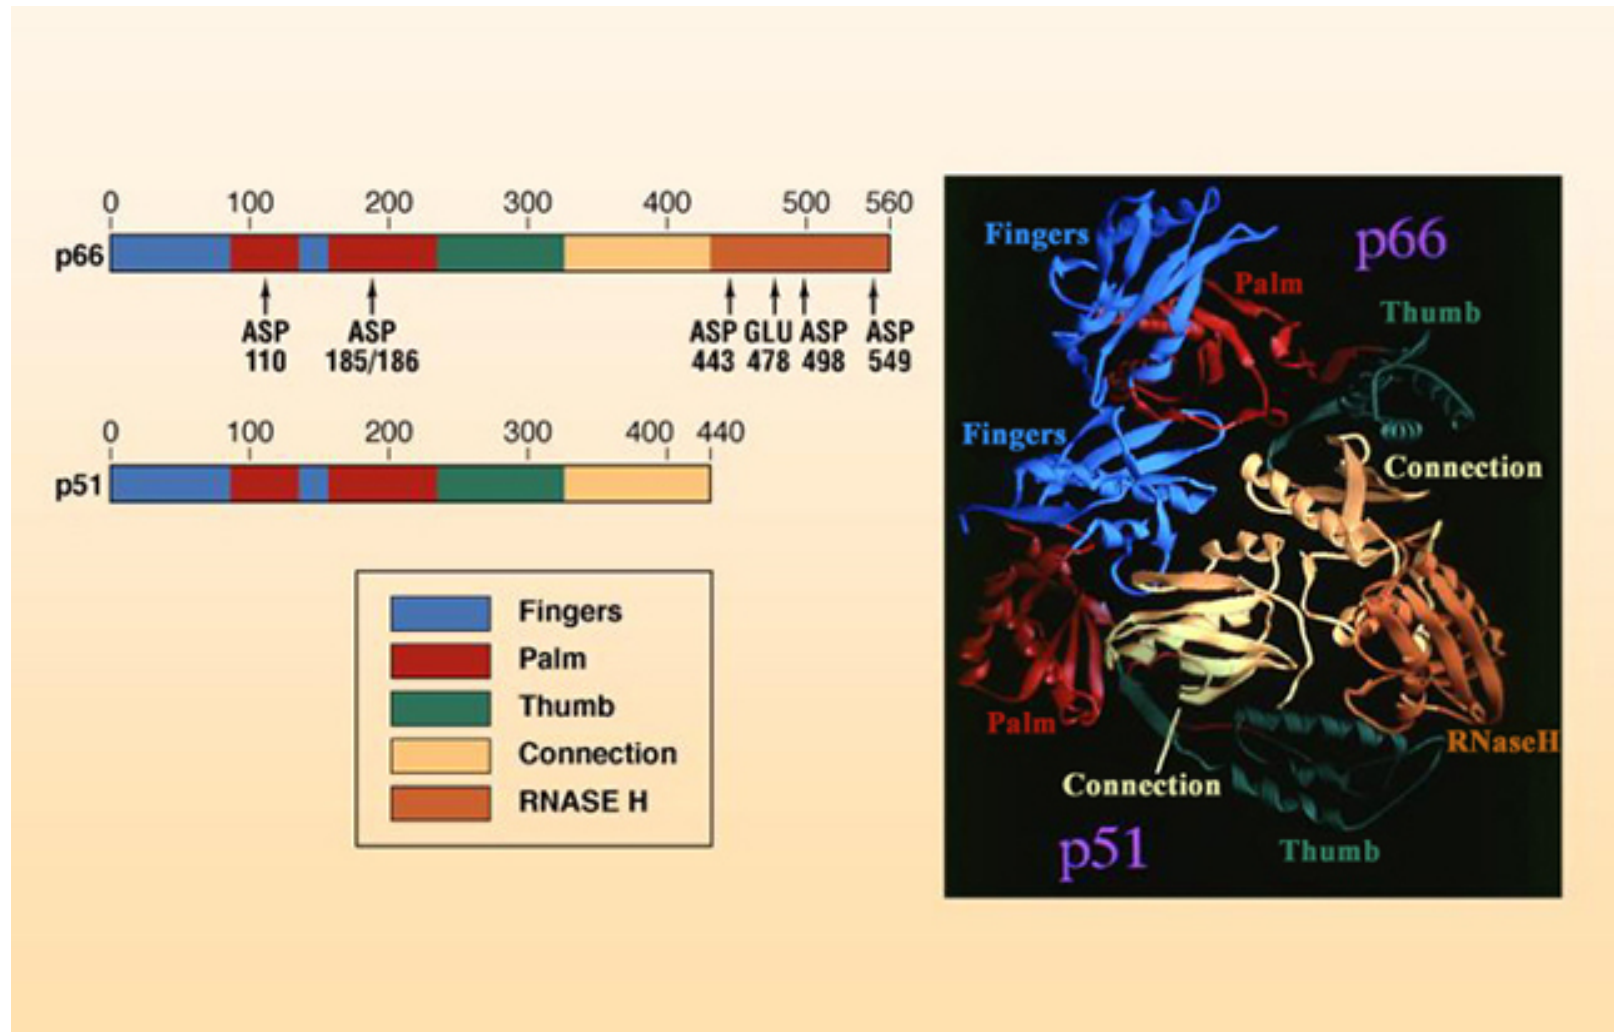 0 100 200 300 400 500 560
p66
ASP ASP ASP GLU ASP ASP
110 185/186 443 478 498 549
0 100 200 300 400 440
p51
Fingers
Palm
Thumb
Connection
RNASE H
Fingers
p66
Palm
Thumb
Fingers
Connection
Palm
RNaseH
Connection
p51
Thumb